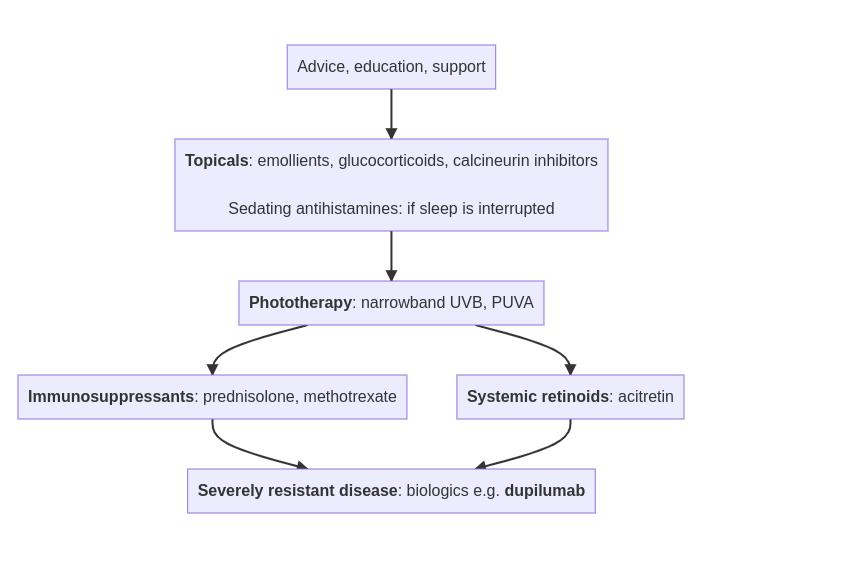 Advice, education, support
Topicals: emollients, glucocorticoids, calcineurin inhibitors
Sedating antihistamines: if sleep is interrupted
Phototherapy: narrowband UVB, PUVA
Immunosuppressants: prednisolone, methotrexate
Systemic retinoids: acitretin
Severely resistant disease: biologics e.g. dupilumab